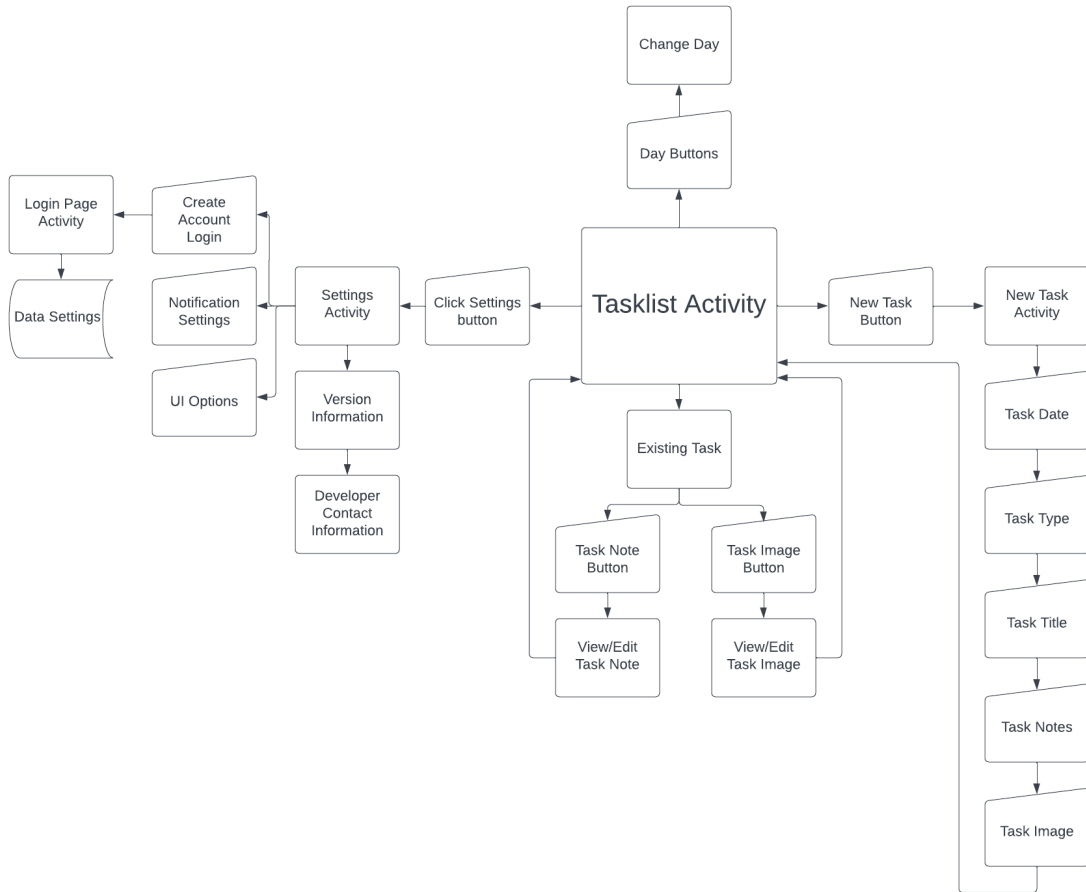 Change Day
Day Buttons
Login Page
Activity
Create
Account
Login
Data Settings
Notification
Settings
UI Options
Settings
Activity
Click Settings
button
Tasklist Activity
New Task
Button
New Task
Activity
Version
Information
Developer
Contact
Information
Existing Task
Task Note
Button
Task Image
Button
View/Edit
Task Note
View/Edit
Task Image
Task Date
Task Type
Task Title
Task Notes
Task Image